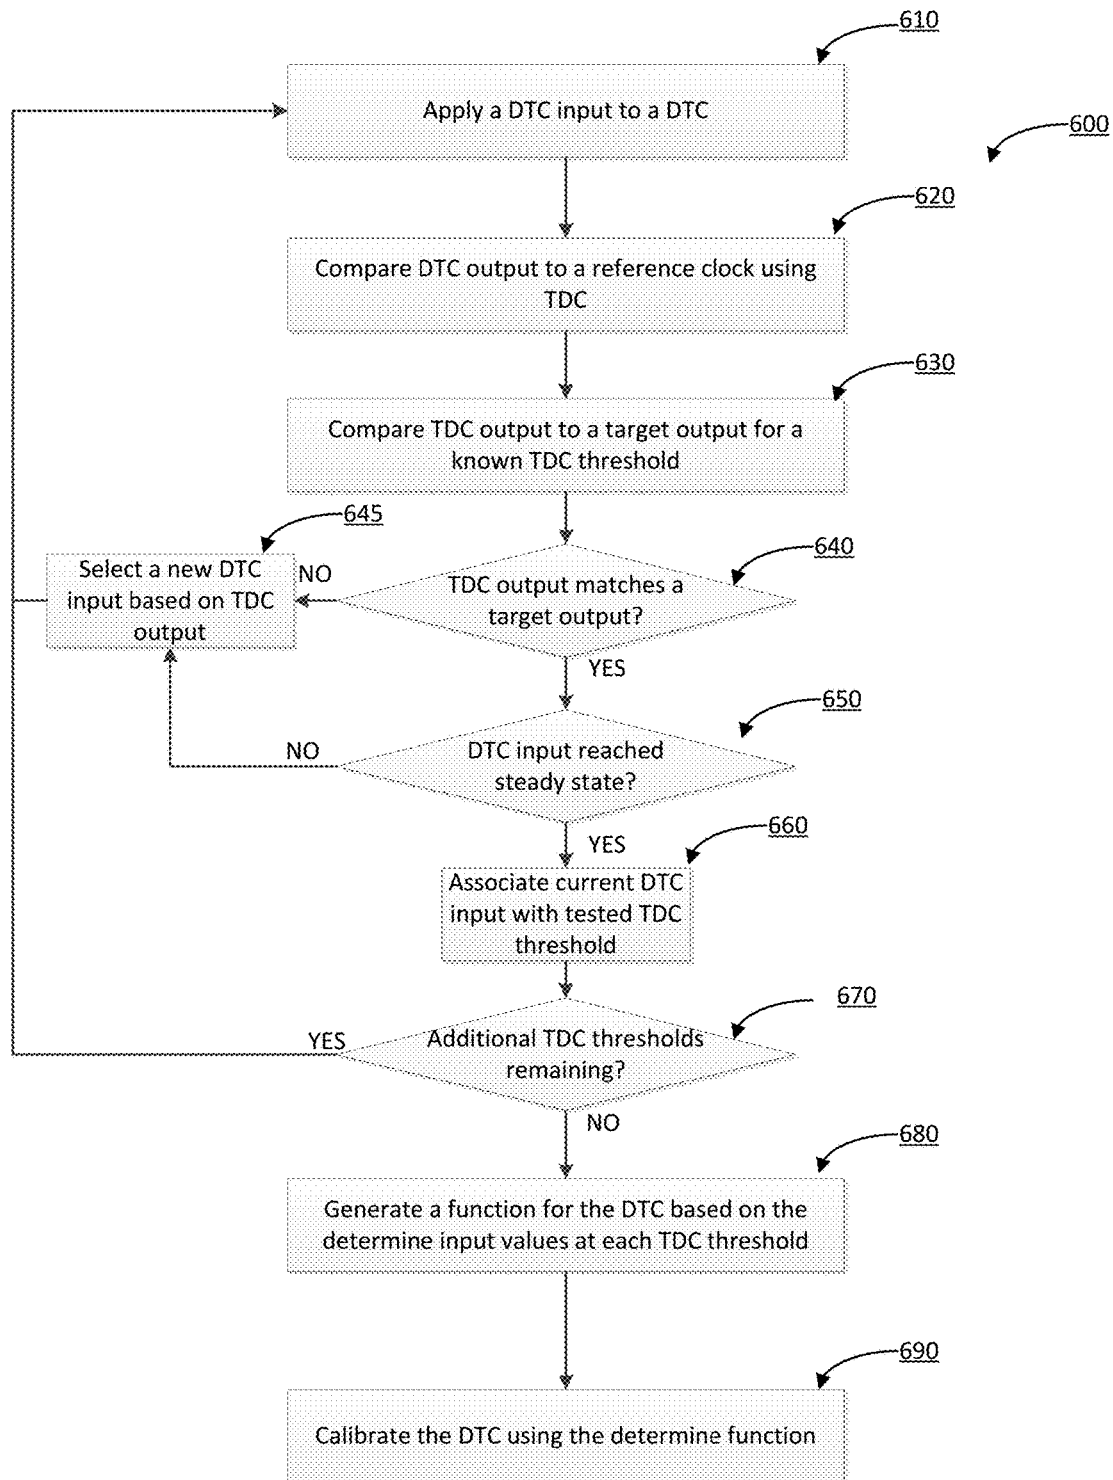 610
Apply a DTC input to a DTC
600
620
Compare DTC output to a reference clock using
TDC
630
Compare TDC output to a target output for a
known TDC threshold
645
Select a new DTC
input based on TDC
output
NO
640
TDC output matches a
target output?
YES
650
NO
DTC input reached
steady state?
YES
660
Associate current DTC
input with tested TDC
threshold
670
YES
Additional TDC thresholds
remaining?
NO
680
Generate a function for the DTC based on the
determine input values at each TDC threshold
690
Calibrate the DTC using the determine function